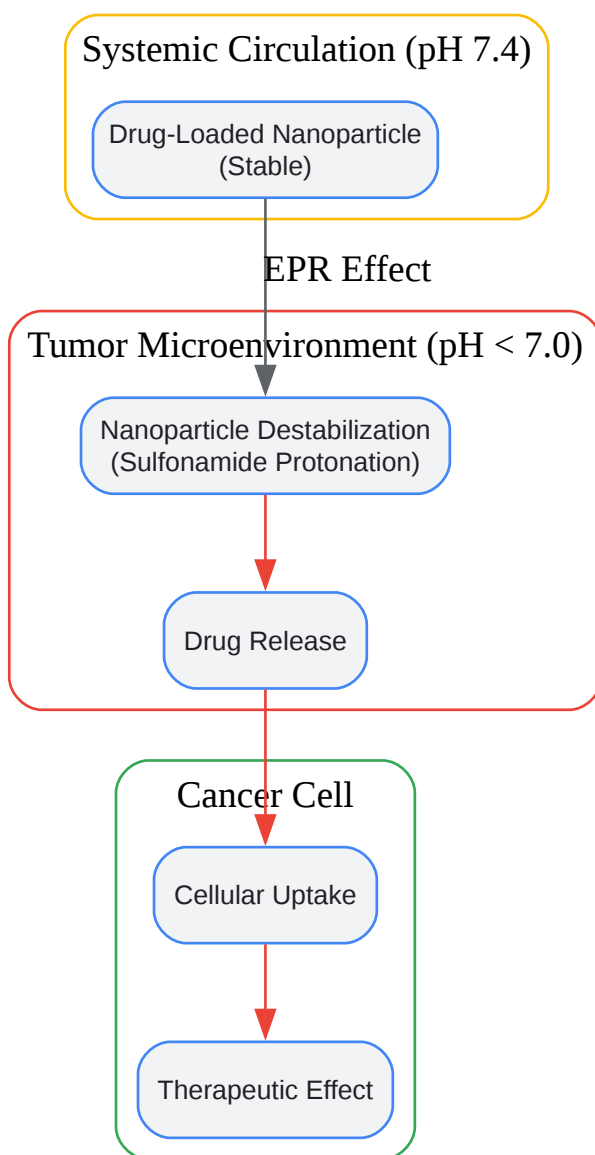 Systemic Circulation (pH 7.4)
Drug-Loaded Nanoparticle
(Stable)
EPR Effect
Tumor Microenvironment (pH < 7.0)
Nanoparticle Destabilization
(Sulfonamide Protonation)
Drug Release
Cancer Cell
Cellular Uptake
Therapeutic Effect